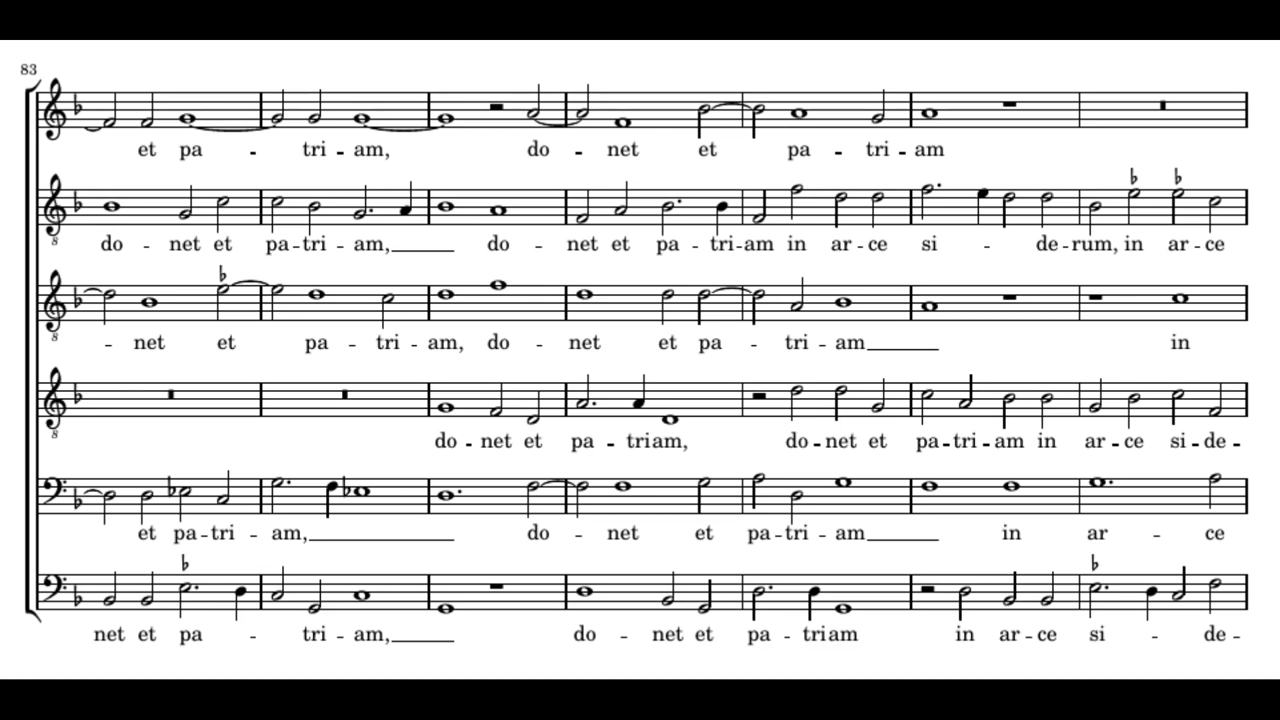 83
et pa - tri - am, do - net et pa - tri - am
do - net et pa - tri - am, do - net et pa - tri - am in ar - ce si - de - rum, in ar - ce
8
- net et pa - tri - am, do - net et pa - tri - am in
8
do - net et pa - triam, do - net et pa - tri - am in ar - ce si - de -
8
et pa - tri - am, do - net et pa - tri - am in ar - ce
net et pa - tri - am, do - net et pa - triam in ar - ce si - de -